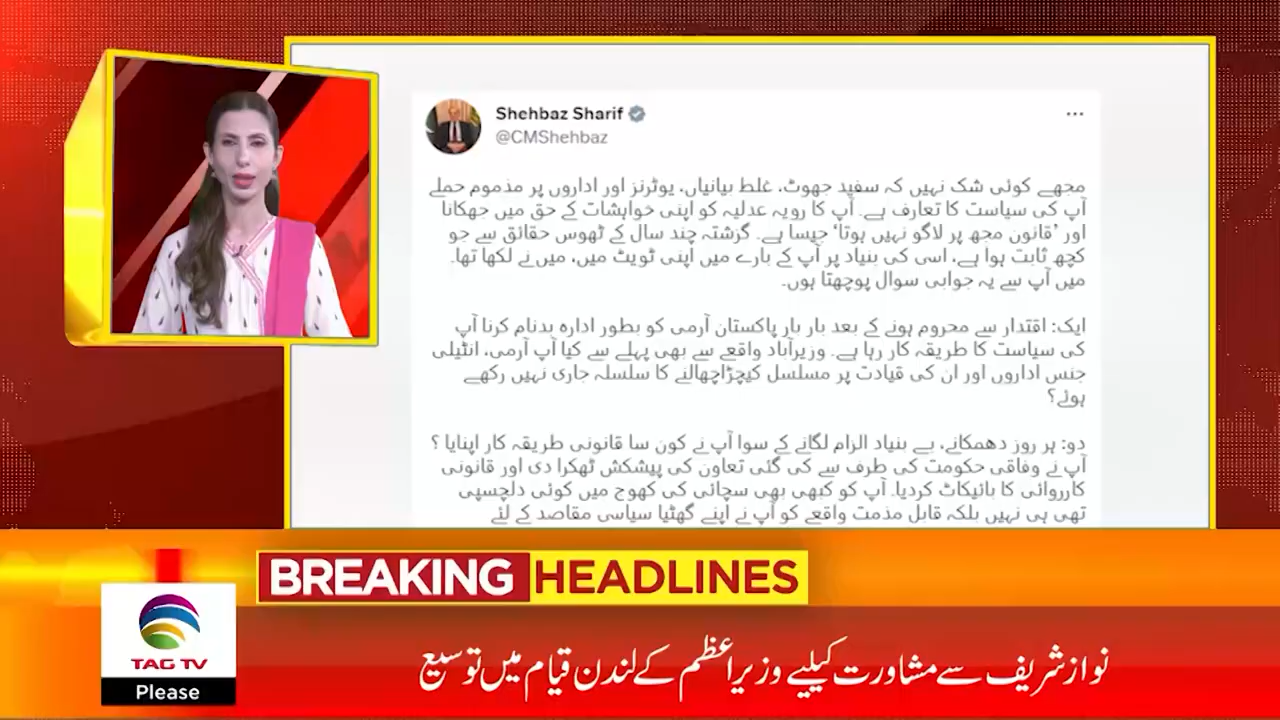 Shehbaz Sharif
@CMShehbaz
مجھے کوئی شک نہیں کہ سفید جھوٹ، غلط بیانیاں، یوٹرنز اور اداروں پر مذموم حملے
آپ کی سیاست کا تعارف ہے۔ آپ کا رویہ عدلیہ کو اپنی خواہشات کے حق میں جھکانا
اور ’قانون مجھ پر لاگو نہیں ہوتا‘ جیسا ہے۔ گزشتہ چند سال کے ٹھوس حقائق سے جو
کچھ ثابت ہوا ہے، اسی کی بنیاد پر آپ کے بارے میں اپنی ٹویٹ میں، میں نے لکھا تھا۔
میں آپ سے یہ جوابی سوال پوچھتا ہوں۔
ایک: اقتدار سے محروم ہونے کے بعد بار بار پاکستان آرمی کو بطور ادارہ بدنام کرنا آپ
کی سیاست کا طریقہ کار رہا ہے۔ وزیرآباد واقعے سے بھی پہلے سے کیا آپ آرمی، انٹیلی
جنس اداروں اور ان کی قیادت پر مسلسل کیچڑاچھالنے کا سلسلہ جاری نہیں رکھے
ہوئے؟
دو: ہر روز دھمکانے، بے بنیاد الزام لگانے کے سوا آپ نے کون سا قانونی طریقہ کار اپنایا ؟
آپ نے وفاقی حکومت کی طرف سے کی گئی تعاون کی پیشکش ٹھکرا دی اور قانونی
کارروائی کا بائیکاٹ کردیا۔ آپ کو کبھی بھی سچائی کی کھوج میں کوئی دلچسپی
تھی ہی نہیں بلکہ قابل مذمت واقعے کو آپ نے اپنے گھٹیا سیاسی مقاصد کے لئے
BREAKING HEADLINES
TAG TV
Please
نواز شریف سے مشاورت کیلیے وزیراعظم کے لندن قیام میں توسیع